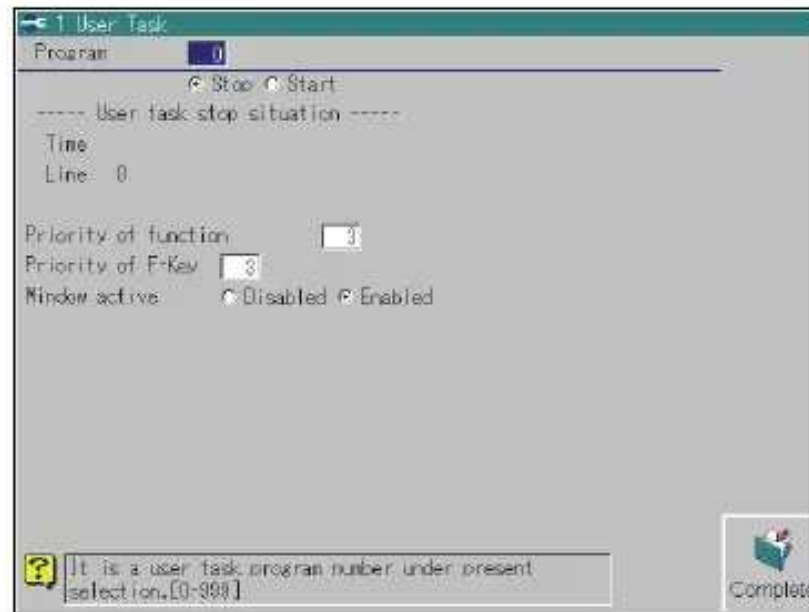 1 User Task
Program 0
Stop Start
----- User task stop situation -----
Time
Line 0
Priority of function 3
Priority of F-Key 3
Window active Disabled Enabled
It is a user task program number under present
selection.[0-999]
Complet